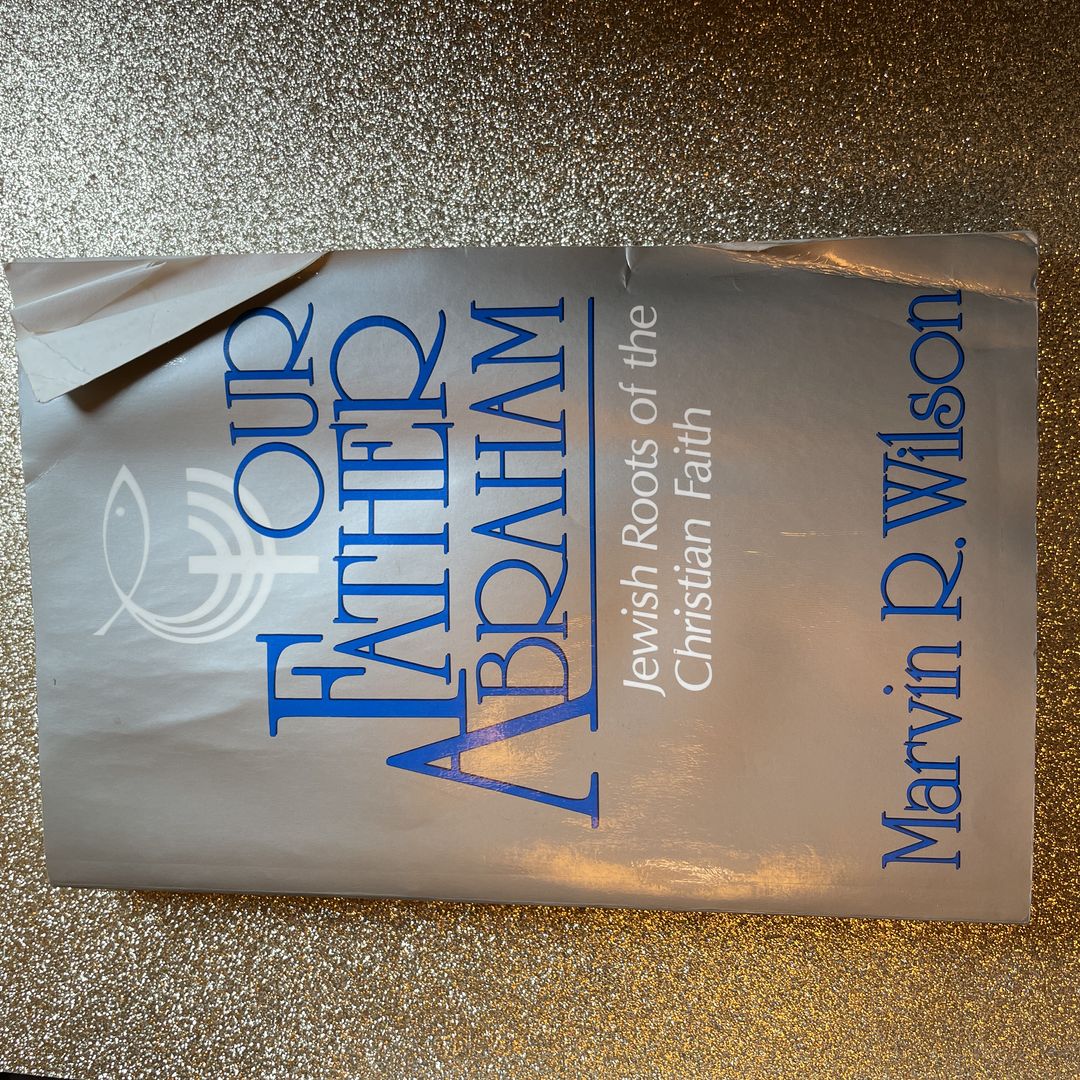 OUR
FATHER
ABRAHAM
Jewish Roots of the
Christian Faith
Marvin R. Wilson